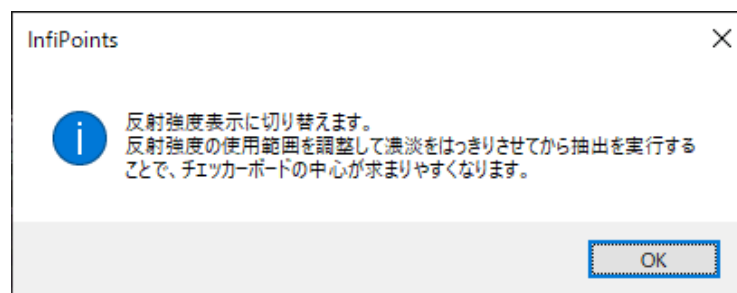 InfiPoints
反射強度表示に切り替えます。
反射強度の使用範囲を調整して濃淡をはっきりさせてから抽出を実行する
ことで、チェッカーボードの中心が求まりやすくなります。
OK